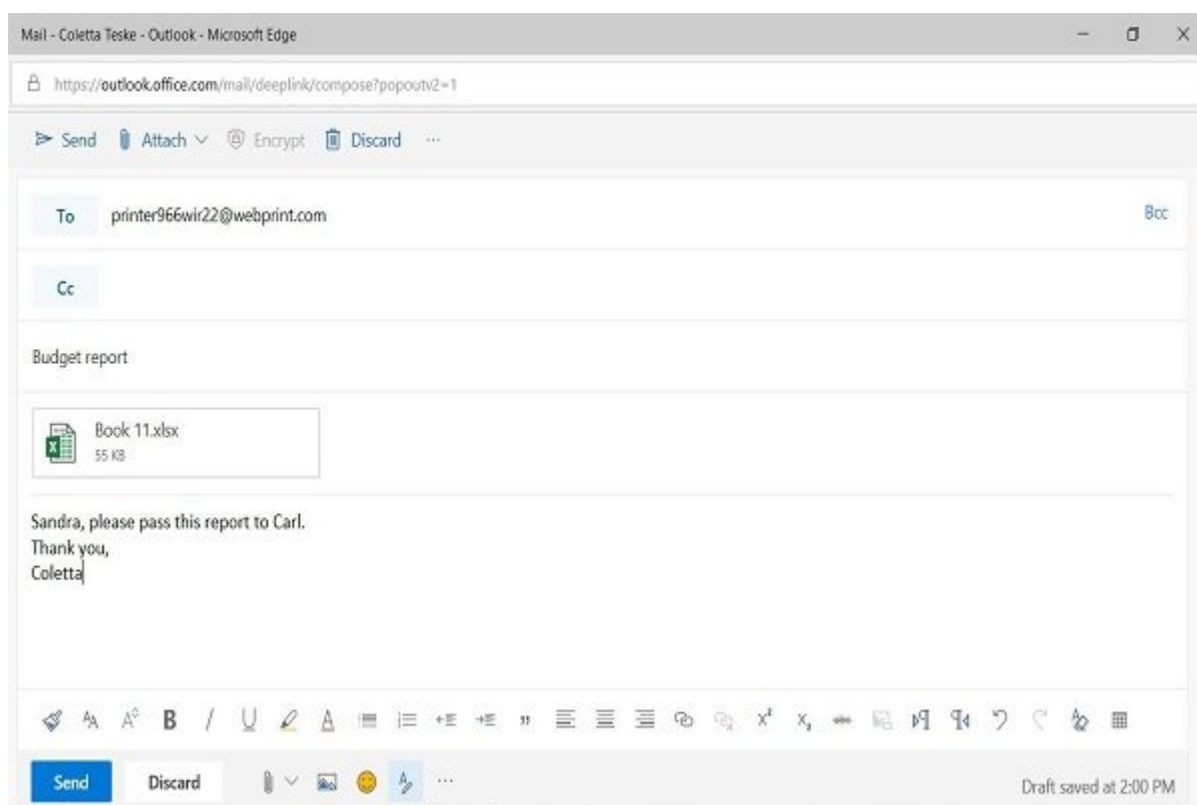 Mail - Coletta Teske - Outlook - Microsoft Edge
https://outlook.office.com/mail/deeplink/compose?popoutv2=1
Send Attach Encrypt Discard ...
To printer966wir22@webprint.com Bcc
Cc
Budget report
Book 11.xlsx
55 KB
Sandra, please pass this report to Carl.
Thank you,
Coletta
Send Discard ... Draft saved at 2:00 PM